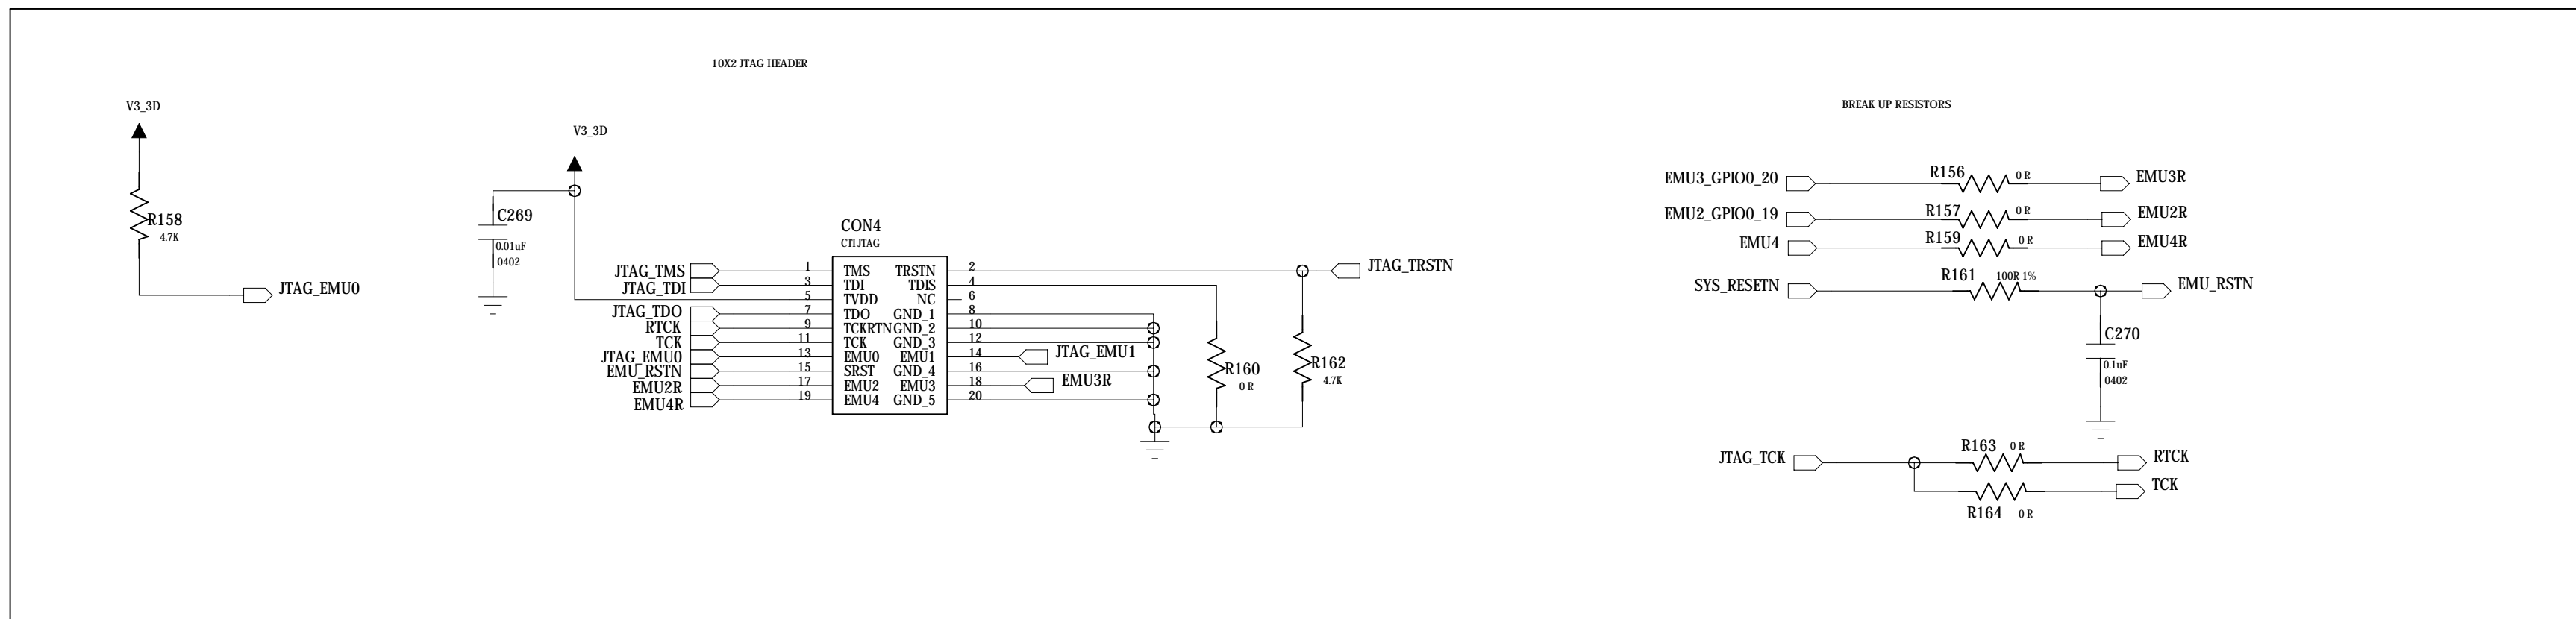 10X2 JTAG HEADER
V3_3D
R158
4.7K
JTAG_EMU0
V3_3D
C269
0.01uF
0402
CON4
CTI JTAG
JTAG_TMS 1 TMS TRSTN 2 JTAG_TRSTN
JTAG_TDI 3 TDI TDIS 4
5 TVDD NC 6
JTAG_TDO 7 TDO GND_1 8
RTCK 9 TCKRTN GND_2 10
TCK 11 TCK GND_3 12
JTAG_EMU0 13 EMU0 EMU1 14 JTAG_EMU1
EMU_RSTN 15 SRST GND_4 16
EMU2R 17 EMU2 EMU3 18 EMU3R
EMU4R 19 EMU4 GND_5 20
R160
0 R
R162
4.7K
BREAK UP RESISTORS
EMU3_GPIO0_20 R156 0 R EMU3R
EMU2_GPIO0_19 R157 0 R EMU2R
EMU4 R159 0 R EMU4R
SYS_RESETN R161 100R 1% EMU_RSTN
C270
0.1uF
0402
JTAG_TCK R163 0 R RTCK
TCK
R164 0 R